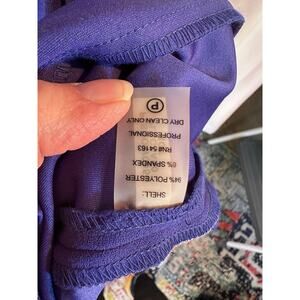 SHELL:
94% POLYESTER
6% SPANDEX
RN# 54163
PROFESSIONAL
DRY CLEAN ONLY
P